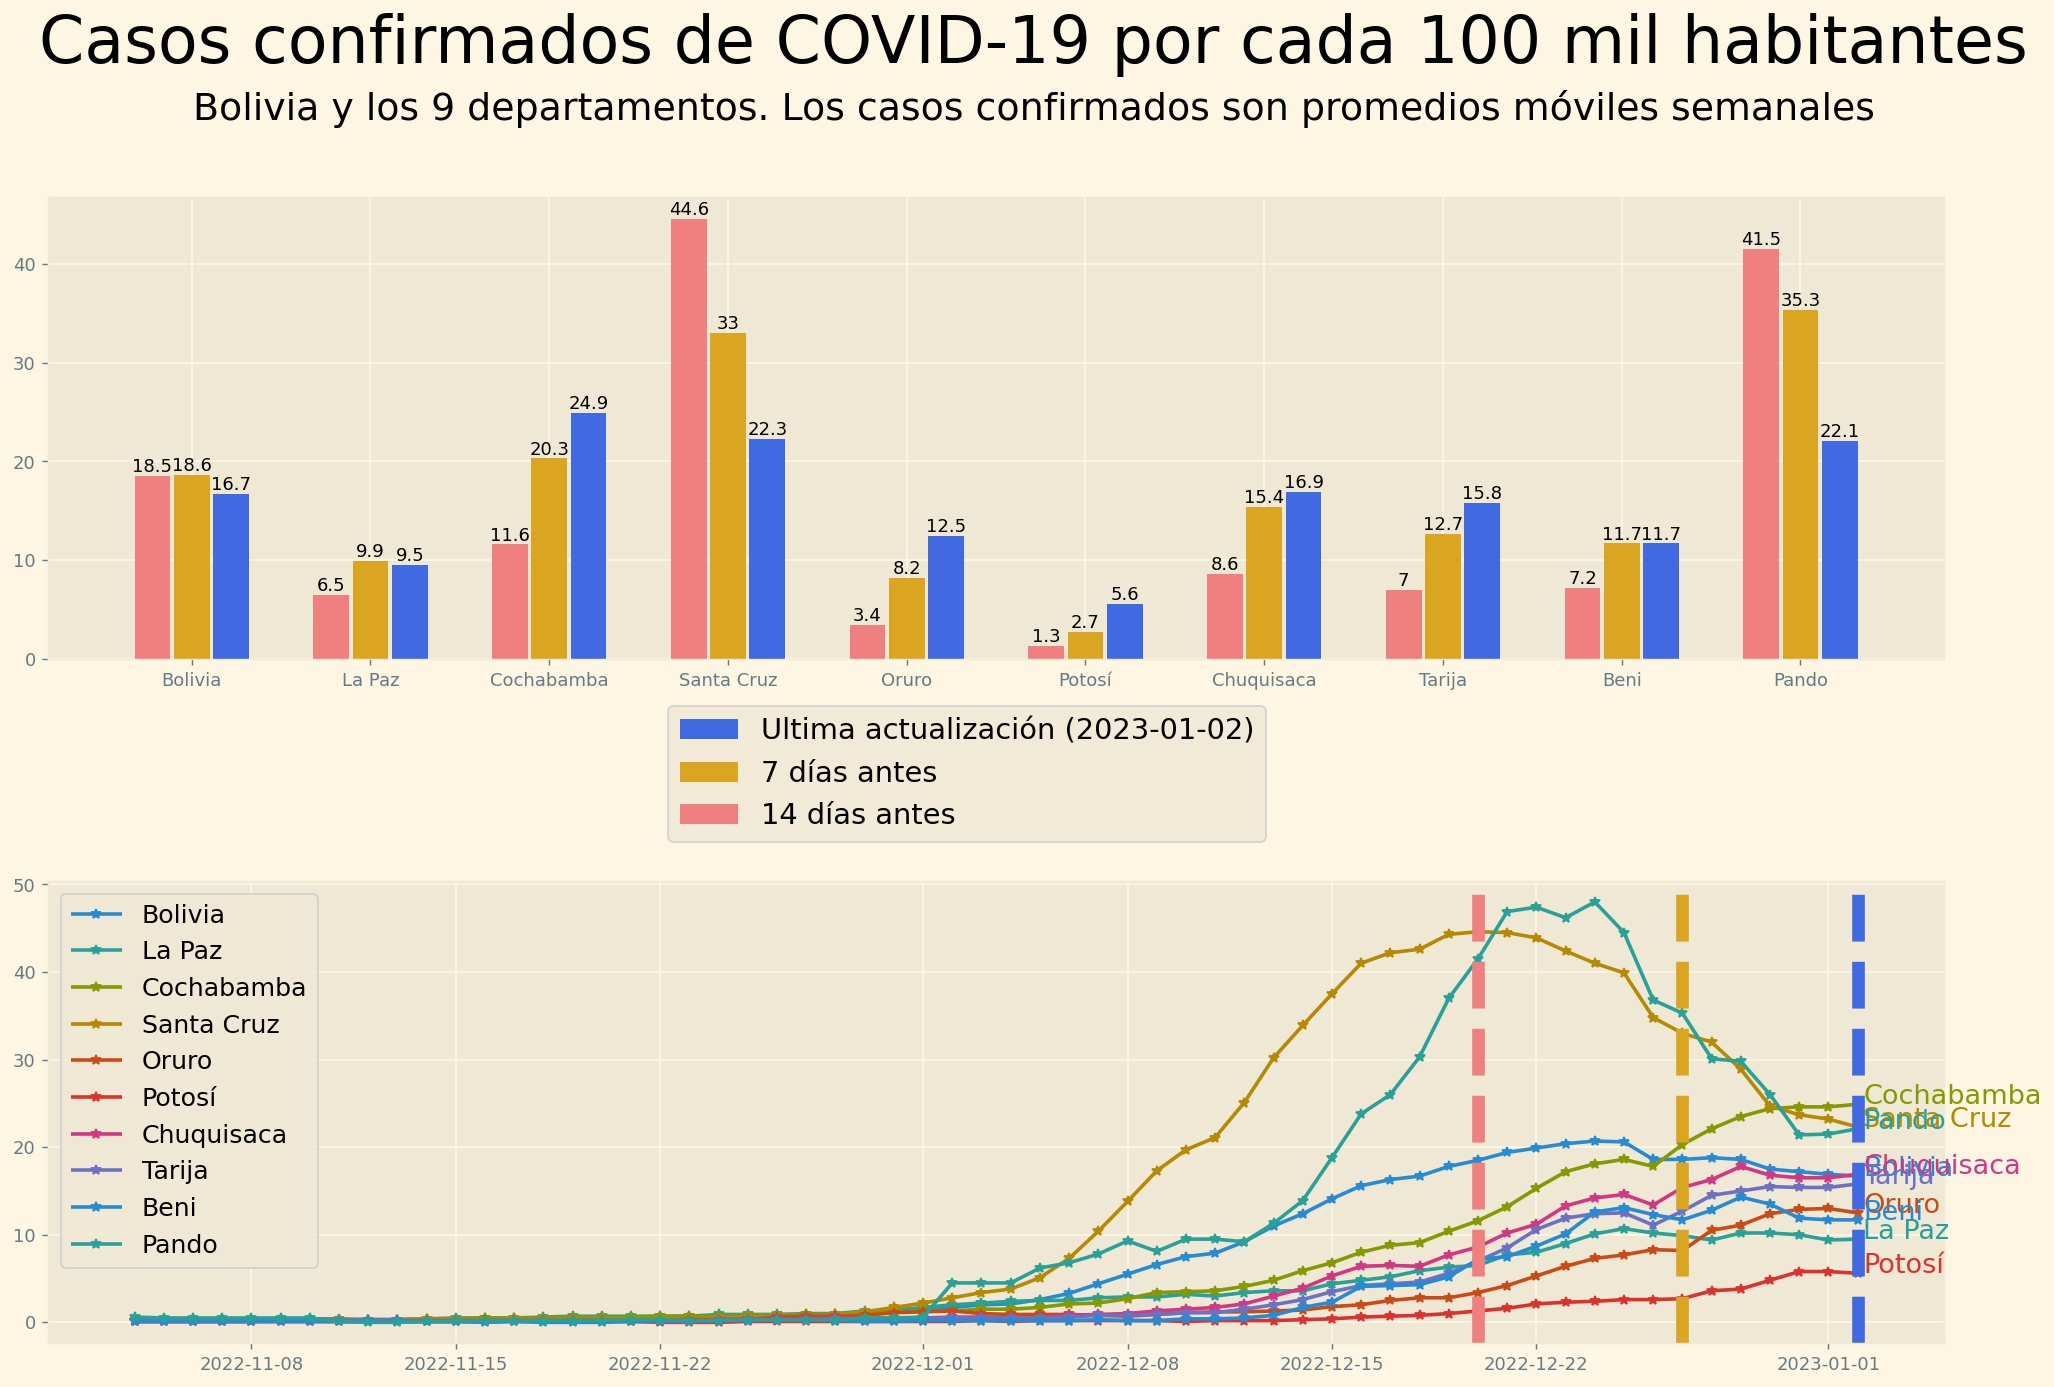 Casos confirmados de COVID-19 por cada 100 mil habitantes
Bolivia y los 9 departamentos. Los casos confirmados son promedios móviles semanales
40
30
20
10
0
18.5 18.6 16.7
6.5 9.9 9.5
11.6 20.3 24.9
44.6 33 22.3
3.4 8.2 12.5
1.3 2.7 5.6
8.6 15.4 16.9
7 12.7 15.8
7.2 11.7 11.7
41.5 35.3 22.1
Bolivia La Paz Cochabamba Santa Cruz Oruro Potosí Chuquisaca Tarija Beni Pando
Ultima actualización (2023-01-02)
7 días antes
14 días antes
50
40
30
20
10
0
Bolivia
La Paz
Cochabamba
Santa Cruz
Oruro
Potosí
Chuquisaca
Tarija
Beni
Pando
Cochabamba
Santa Cruz
Pando
Chuquisaca
Bolivia
Tarija
Oruro
Beni
La Paz
Potosí
2022-11-08 2022-11-15 2022-11-22 2022-12-01 2022-12-08 2022-12-15 2022-12-22 2023-01-01